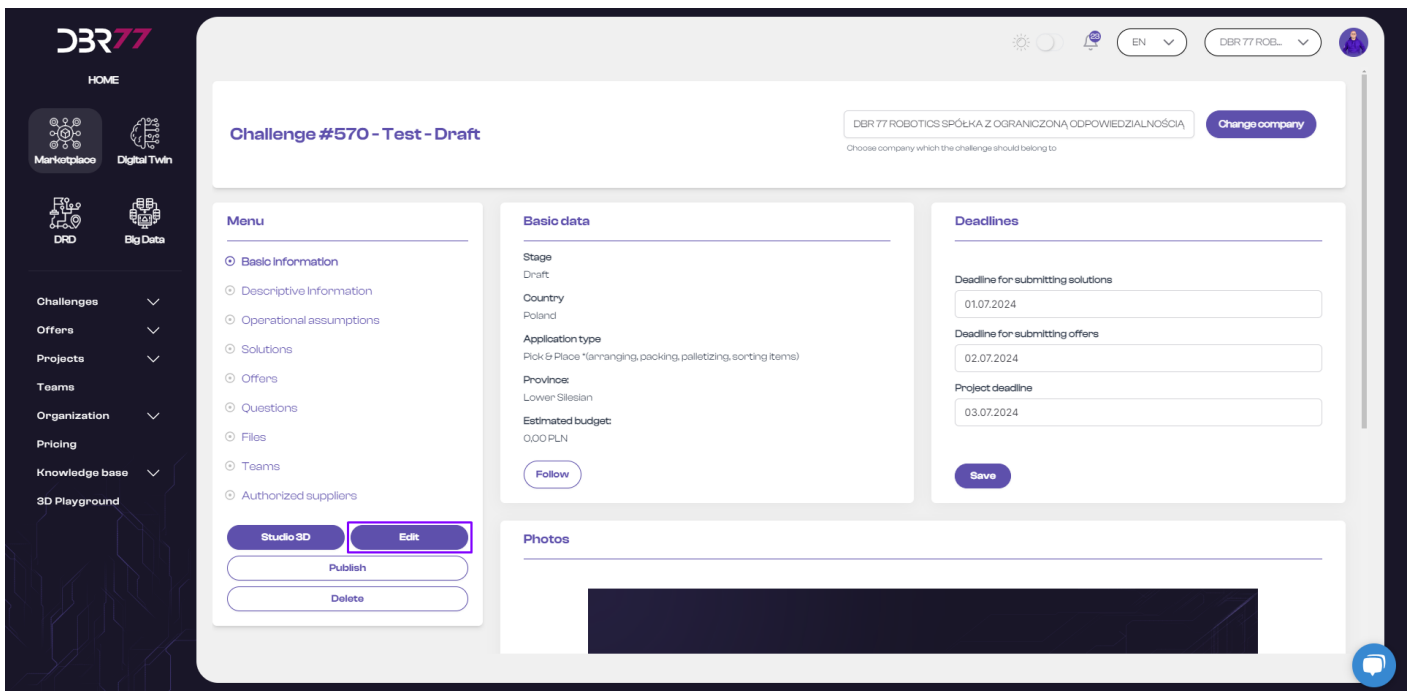 DBR77
HOME
Marketplace
Digital Twin
DRD
Big Data
Challenges
Offers
Projects
Teams
Organization
Pricing
Knowledge base
3D Playground
23
EN
DBR 77 ROB...
Challenge #570 - Test - Draft
DBR 77 ROBOTICS SPÓŁKA Z OGRANICZONĄ ODPOWIEDZIALNOŚCIĄ
Change company
Choose company which the challenge should belong to
Menu
Basic information
Descriptive Information
Operational assumptions
Solutions
Offers
Questions
Files
Teams
Authorized suppliers
Studio 3D
Edit
Publish
Delete
Basic data
Stage
Draft
Country
Poland
Application type
Pick & Place *(arranging, packing, palletizing, sorting items)
Province:
Lower Silesian
Estimated budget:
0,00 PLN
Follow
Deadlines
Deadline for submitting solutions
01.07.2024
Deadline for submitting offers
02.07.2024
Project deadline
03.07.2024
Save
Photos